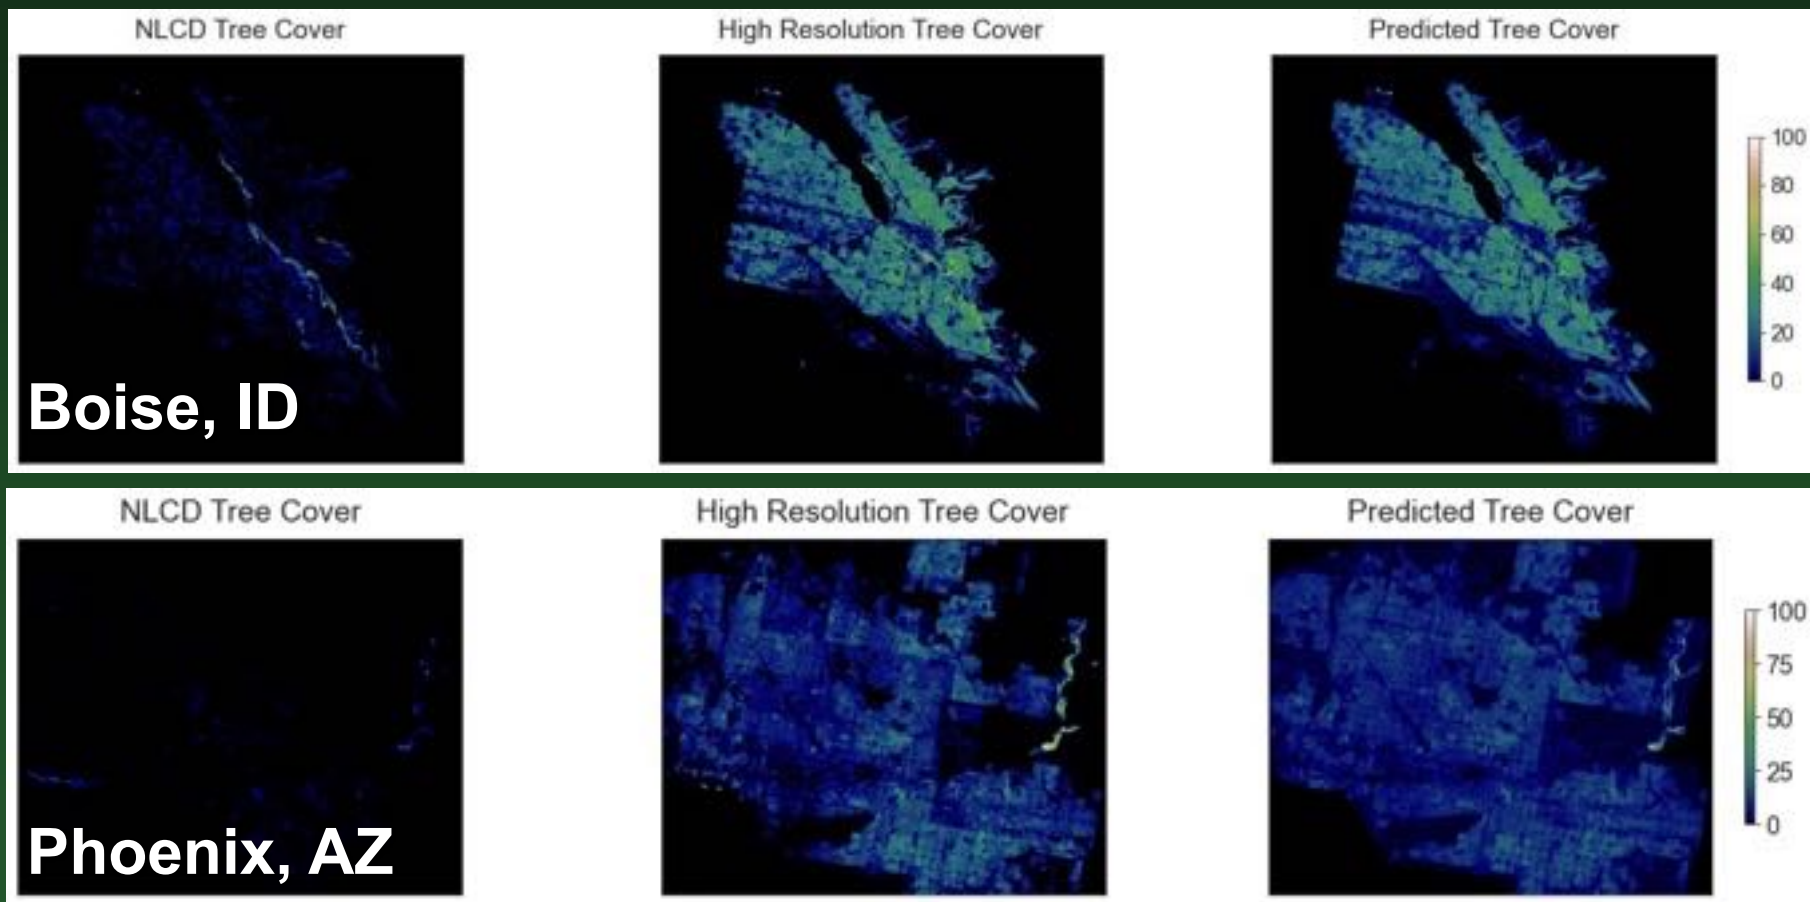 NLCD Tree Cover
High Resolution Tree Cover
Predicted Tree Cover
100
80
60
40
20
0
Boise, ID
NLCD Tree Cover
High Resolution Tree Cover
Predicted Tree Cover
100
75
50
25
0
Phoenix, AZ